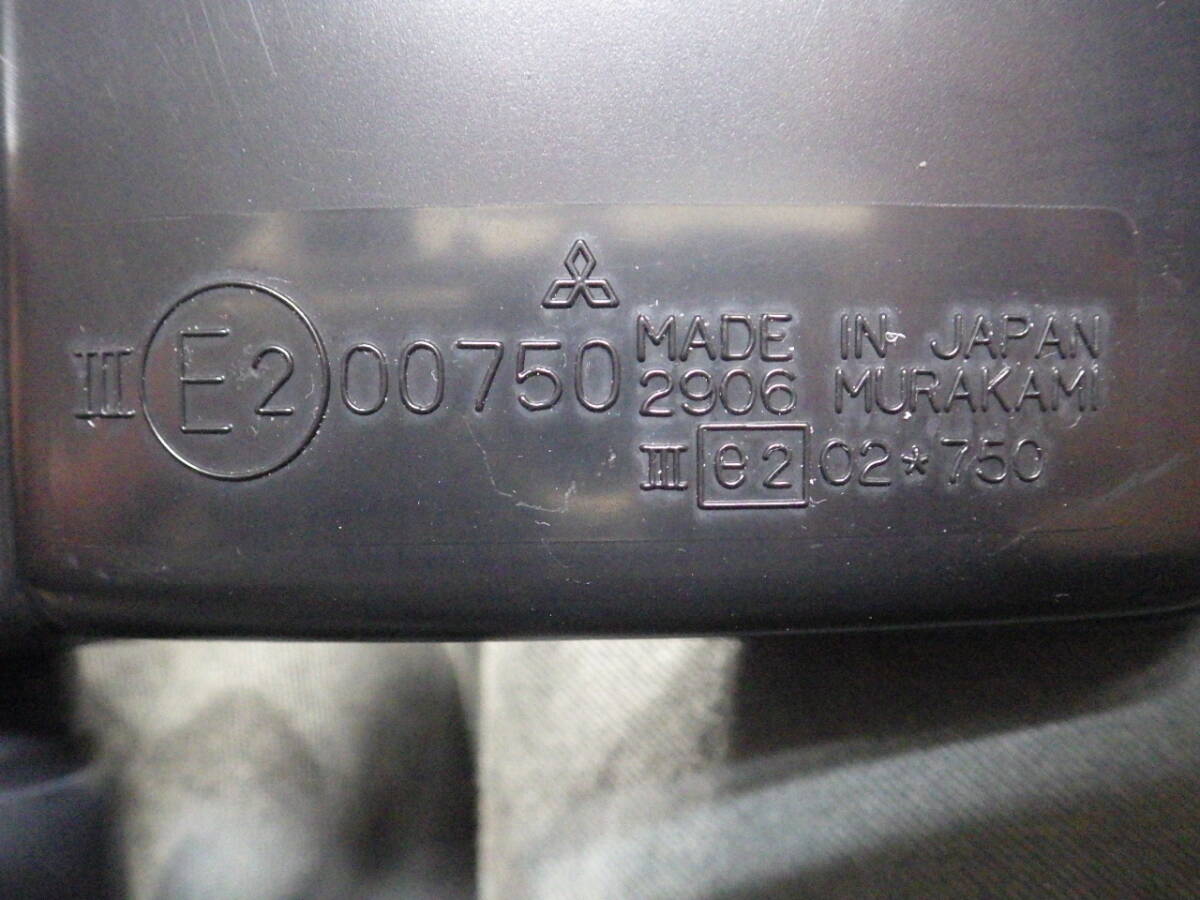 III E2 00750
MADE IN JAPAN
2906 MURAKAMI
III e2 02*750